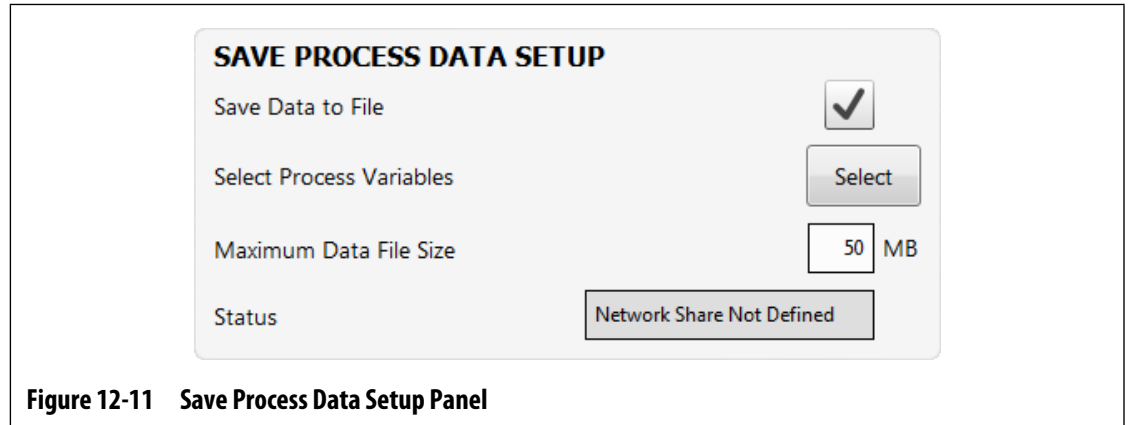 SAVE PROCESS DATA SETUP
Save Data to File
Select Process Variables Select
Maximum Data File Size 50 MB
Status Network Share Not Defined
Figure 12-11 Save Process Data Setup Panel